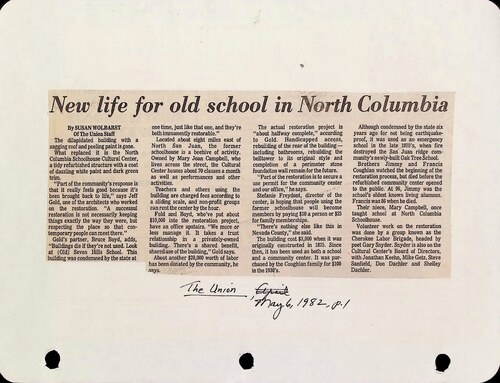 New life for old school in North Columbia
By SUSAN WOLBARST
Of The Union Staff
The dilapidated building with a
sagging roof and peeling paint is gone.
What replaced it is the North
Columbia Schoolhouse Cultural Center,
a tidy refurbished structure with a coat
of dazzling white paint and dark green
trim.
"Part of the community's response is
that it really feels good because it's
been brought back to life," says Jeff
Gold, one of the architects who worked
on the restoration. "A successful
restoration is not necessarily keeping
things exactly the way they were, but
respecting the place so that con-
temporary people can meet there."
Gold's partner, Bruce Boyd, adds,
"Buildings die if they're not used. Look
at (Old) Seven Hills School. This
building was condemned by the state at
one time, just like that one, and they're
both imminently restorable."
Located about eight miles east of
North San Juan, the former
schoolhouse is a beehive of activity.
Owned by Mary Joan Campbell, who
lives across the street, the Cultural
Center houses about 70 classes a month
as well as performances and other
activities.
Teachers and others using the
building are charged fees according to
a sliding scale, and non-profit groups
can rent the center by the hour.
Gold and Boyd, who've put about
$10,000 into the restoration project,
have an office upstairs. "We more or
less manage it. It takes a trust
relationship in a privately-owned
building. There's a shared benefit,
shareduse of the building," Gold says.
About another $20,000 worth of labor
has been donated by the community, he
says.
The actual restoration project is
"about halfway complete," according
to Gold. Handicapped access,
rebuilding of the rear of the building —
including bathrooms, rebuilding the
belltower to its original style and
completion of a perimeter stone
foundation wall remain for the future.
"Part of the restoration is to secure a
use permit for the community center
and our office," he says.
Melanie Freydont, director of the
center, is hoping that people using the
former schoolhouse will become
members by paying $10 a person or $25
for family memberships.
"There's nothing else like this in
Nevada County," she said.
The building cost $3,000 when it was
originally constructed in 1875. Since
then, it has been used as both a school
and a community center. It was pur-
chased by the Coughlan family for $100
in the 1930's.
Although condemned by the state six
years ago for not being earthquake-
proof, it was used as an emergency
school in the late 1970's, when fire
destroyed the San Juan ridge com-
munity's newly-built Oak Tree School.
Brothers Jimmy and Francis
Coughlan watched the beginning of the
restoration process, but died before the
refurbished community center opened
to the public. At 96, Jimmy was the
school's oldest known living alumnus.
Francis was 86 when he died.
Their niece, Mary Campbell, once
taught school at North Columbia
Schoolhouse.
Volunteer work on the restoration
was done by a group known as the
Cherokee Labor Brigade, headed by
poet Gary Snyder. Snyder is also on the
Cultural Center's Board of Directors,
with Jonathan Keehn, Mike Getz, Steve
Sanfield, Don Dachler and Shelley
Dachler.
The Union, April
May 6, 1982, p.1